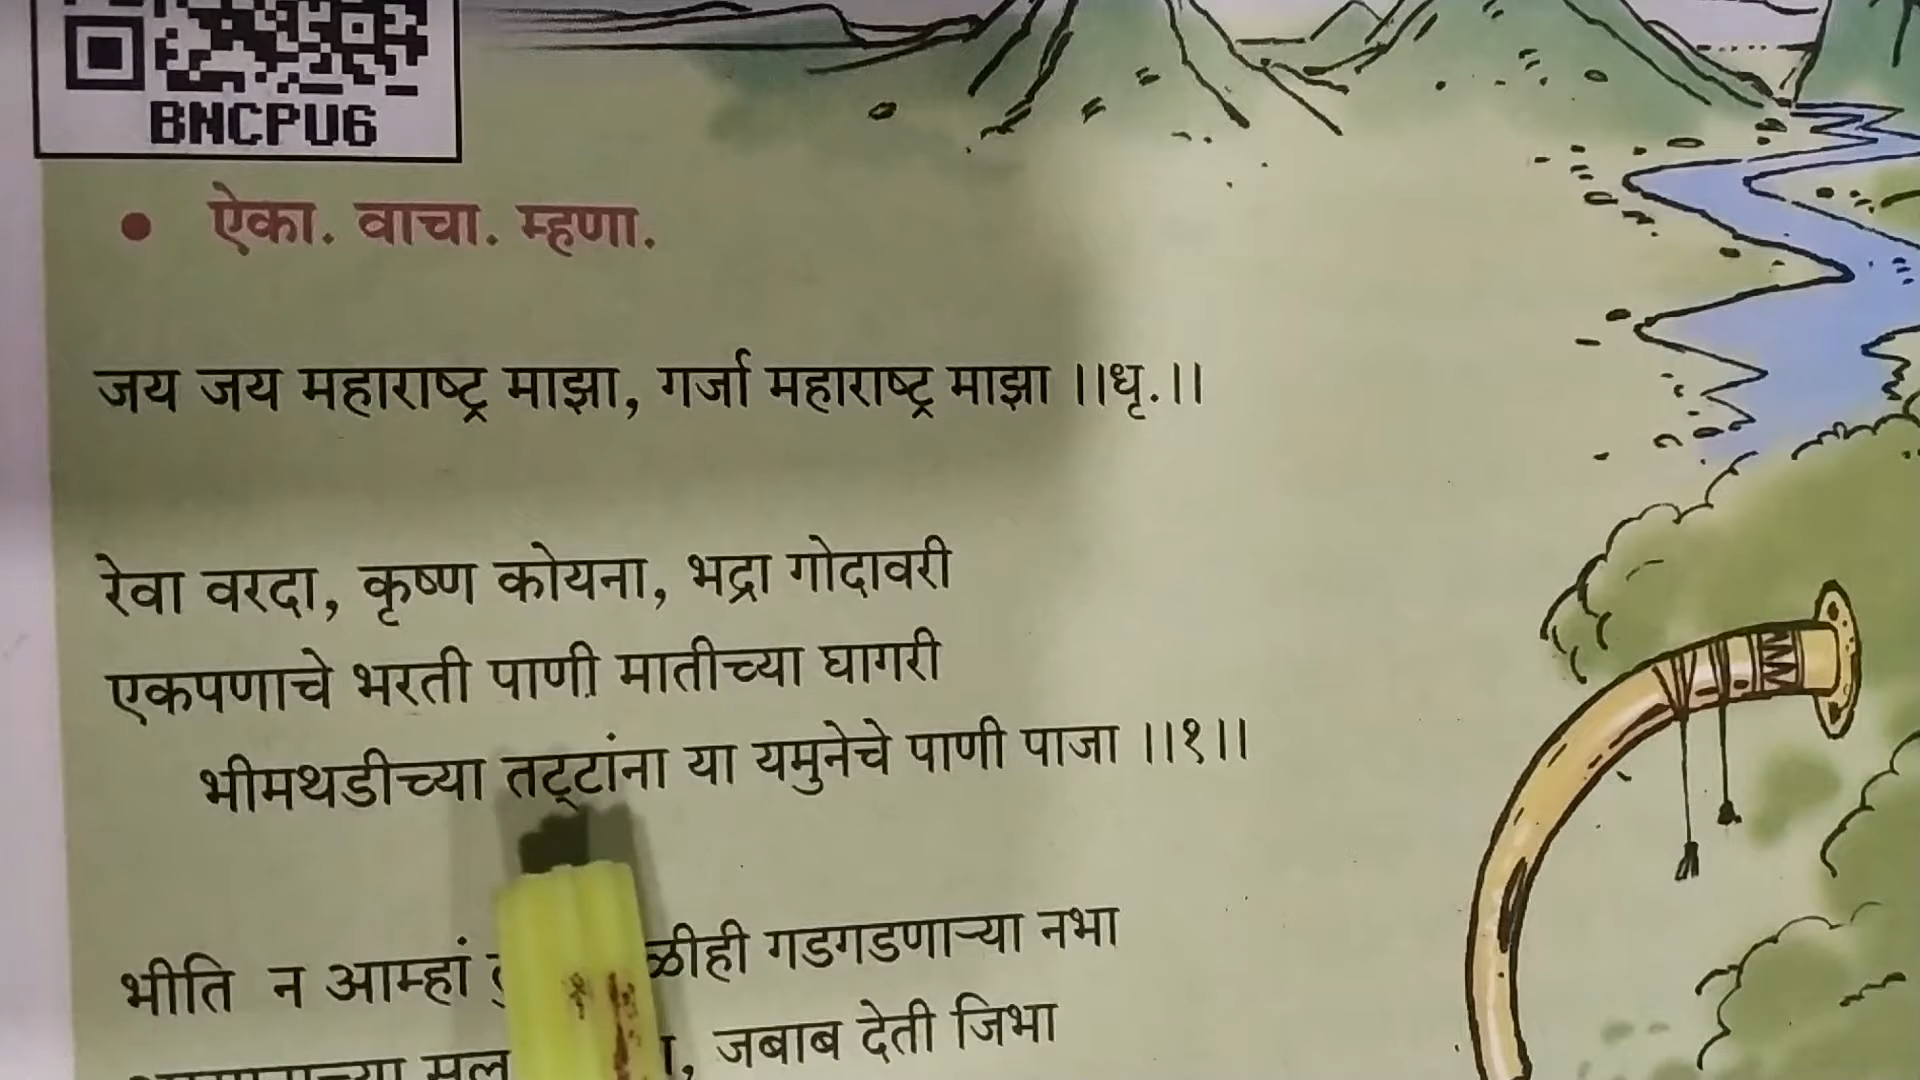 BNCPU6
• ऐका. वाचा. म्हणा.
जय जय महाराष्ट्र माझा, गर्जा महाराष्ट्र माझा ।।धृ.।।
रेवा वरदा, कृष्ण कोयना, भद्रा गोदावरी
एकपणाचे भरती पाणी मातीच्या घागरी
भीमथडीच्या तट्टांना या यमुनेचे पाणी पाजा ।।१।।
भीति न आम्हां ळीही गडगडणाऱ्या नभा
जबाब देती जिभा